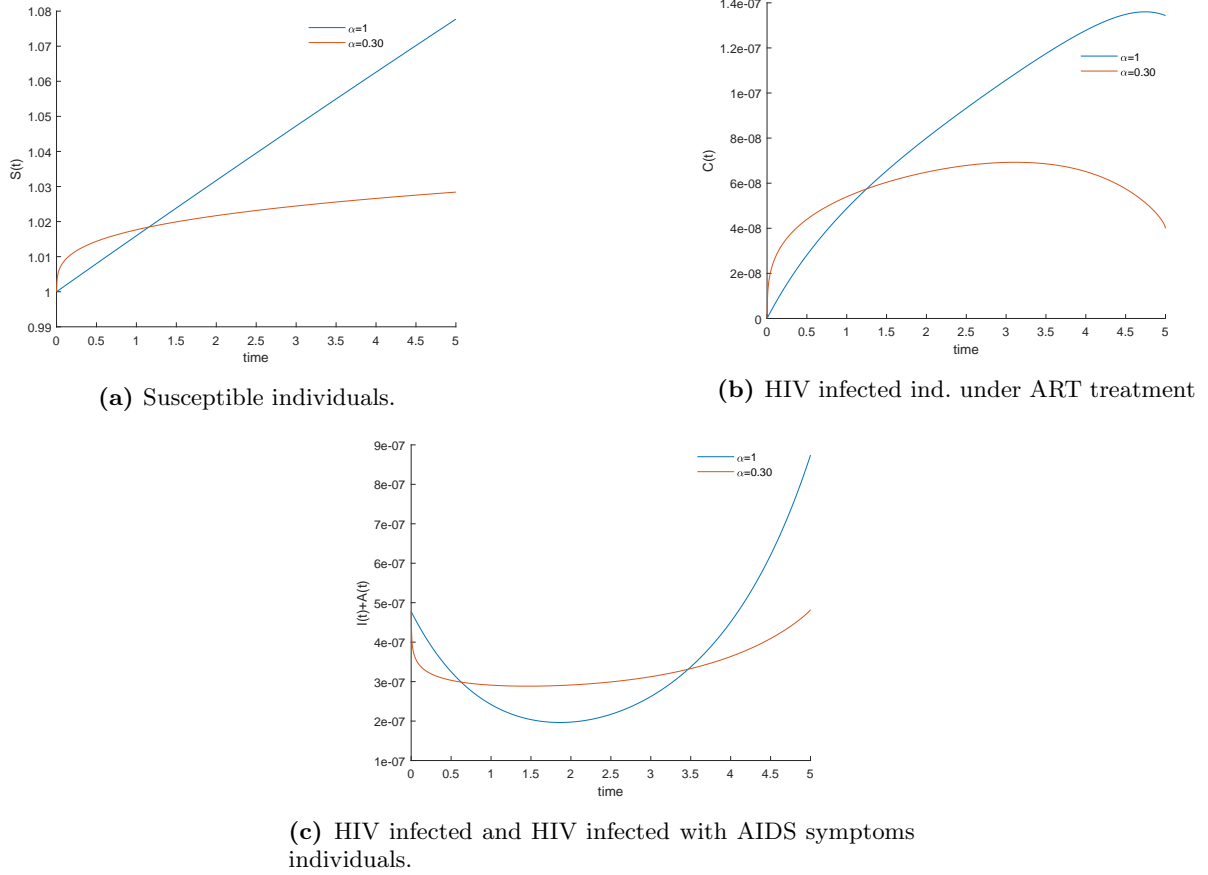 1.08
1.07
1.06
1.05
1.04
1.03
1.02
1.01
1
0.99
S(t)
α=1
α=0.30
0 0.5 1 1.5 2 2.5 3 3.5 4 4.5 5
time
(a) Susceptible individuals.
1.4e-07
1.2e-07
1e-07
8e-08
6e-08
4e-08
2e-08
0
C(t)
α=1
α=0.30
0 0.5 1 1.5 2 2.5 3 3.5 4 4.5 5
time
(b) HIV infected ind. under ART treatment
9e-07
8e-07
7e-07
6e-07
5e-07
4e-07
3e-07
2e-07
1e-07
I(t)+A(t)
α=1
α=0.30
0 0.5 1 1.5 2 2.5 3 3.5 4 4.5 5
time
(c) HIV infected and HIV infected with AIDS symptoms
individuals.